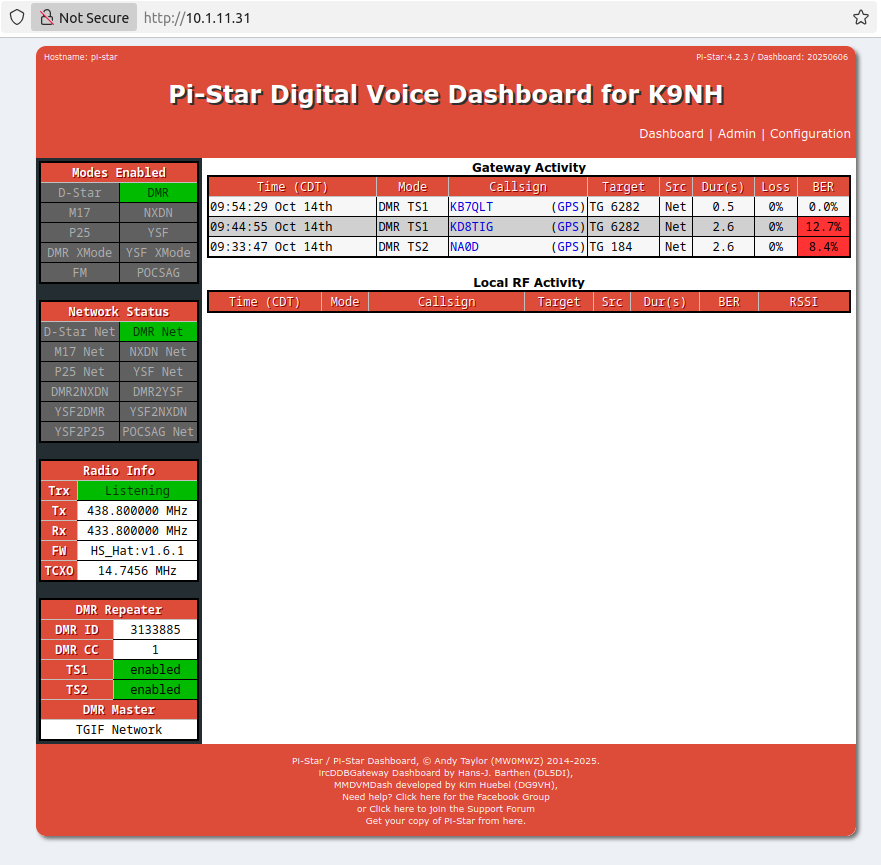 Not Secure http://10.1.11.31
Hostname: pi-star Pi-Star:4.2.3 / Dashboard: 20250606
Pi-Star Digital Voice Dashboard for K9NH
Dashboard | Admin | Configuration
Modes Enabled
D-Star DMR
M17 NXDN
P25 YSF
DMR XMode YSF XMode
FM POCSAG
Network Status
D-Star Net DMR Net
M17 Net NXDN Net
P25 Net YSF Net
DMR2NXDN DMR2YSF
YSF2DMR YSF2NXDN
YSF2P25 POCSAG Net
Radio Info
Trx Listening
Tx 438.800000 MHz
Rx 433.800000 MHz
FW HS_Hat:v1.6.1
TCXO 14.7456 MHz
DMR Repeater
DMR ID 3133885
DMR CC 1
TS1 enabled
TS2 enabled
DMR Master
TGIF Network
Gateway Activity
Time (CDT) Mode Callsign Target Src Dur(s) Loss BER
09:54:29 Oct 14th DMR TS1 KB7QLT (GPS) TG 6282 Net 0.5 0% 0.0%
09:44:55 Oct 14th DMR TS1 KD8TIG (GPS) TG 6282 Net 2.6 0% 12.7%
09:33:47 Oct 14th DMR TS2 NA0D (GPS) TG 184 Net 2.6 0% 8.4%
Local RF Activity
Time (CDT) Mode Callsign Target Src Dur(s) BER RSSI
Pi-Star / Pi-Star Dashboard, © Andy Taylor (MW0MWZ) 2014-2025.
ircDDBGateway Dashboard by Hans-J. Barthen (DL5DI),
MMDVMDash developed by Kim Huebel (DG9VH),
Need help? Click here for the Facebook Group
or Click here to join the Support Forum
Get your copy of Pi-Star from here.